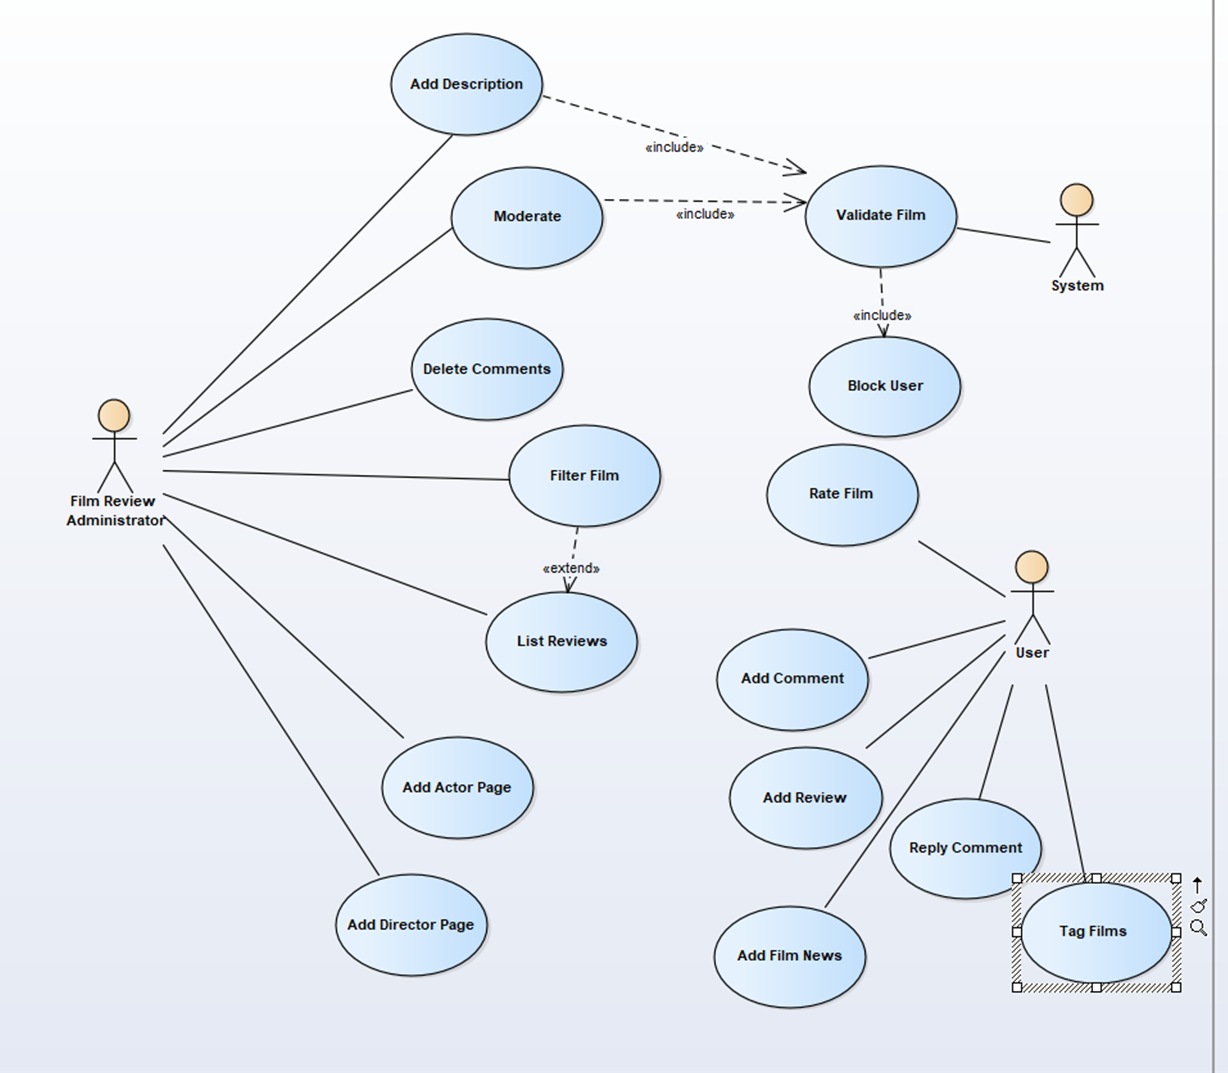 Add Description
«include»
Moderate
«include»
Validate Film
System
«include»
Delete Comments
Block User
Filter Film
Rate Film
Film Review
Administrator
«extend»
List Reviews
User
Add Comment
Add Actor Page
Add Review
Reply Comment
Add Director Page
Tag Films
Add Film News